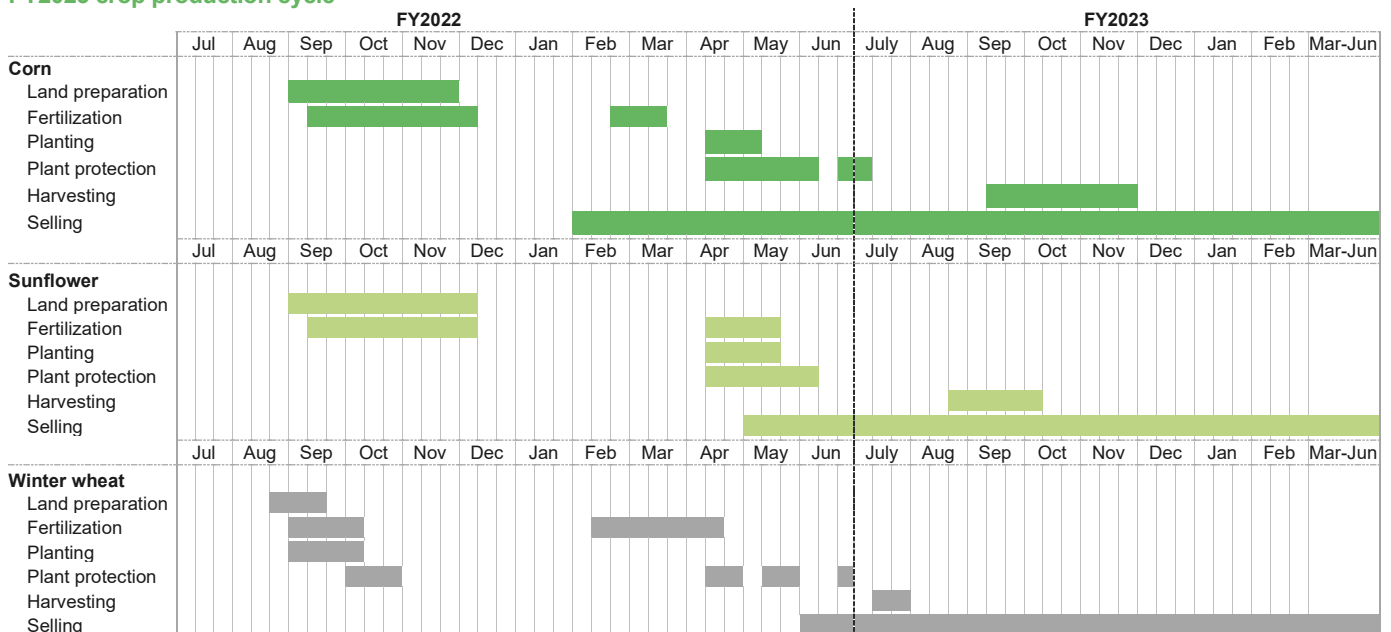 FY2023 crop production cycle
FY2022 FY2023
Jul Aug Sep Oct Nov Dec Jan Feb Mar Apr May Jun July Aug Sep Oct Nov Dec Jan Feb Mar-Jun
Corn
Land preparation
Fertilization
Planting
Plant protection
Harvesting
Selling
Jul Aug Sep Oct Nov Dec Jan Feb Mar Apr May Jun July Aug Sep Oct Nov Dec Jan Feb Mar-Jun
Sunflower
Land preparation
Fertilization
Planting
Plant protection
Harvesting
Selling
Jul Aug Sep Oct Nov Dec Jan Feb Mar Apr May Jun July Aug Sep Oct Nov Dec Jan Feb Mar-Jun
Winter wheat
Land preparation
Fertilization
Planting
Plant protection
Harvesting
Selling